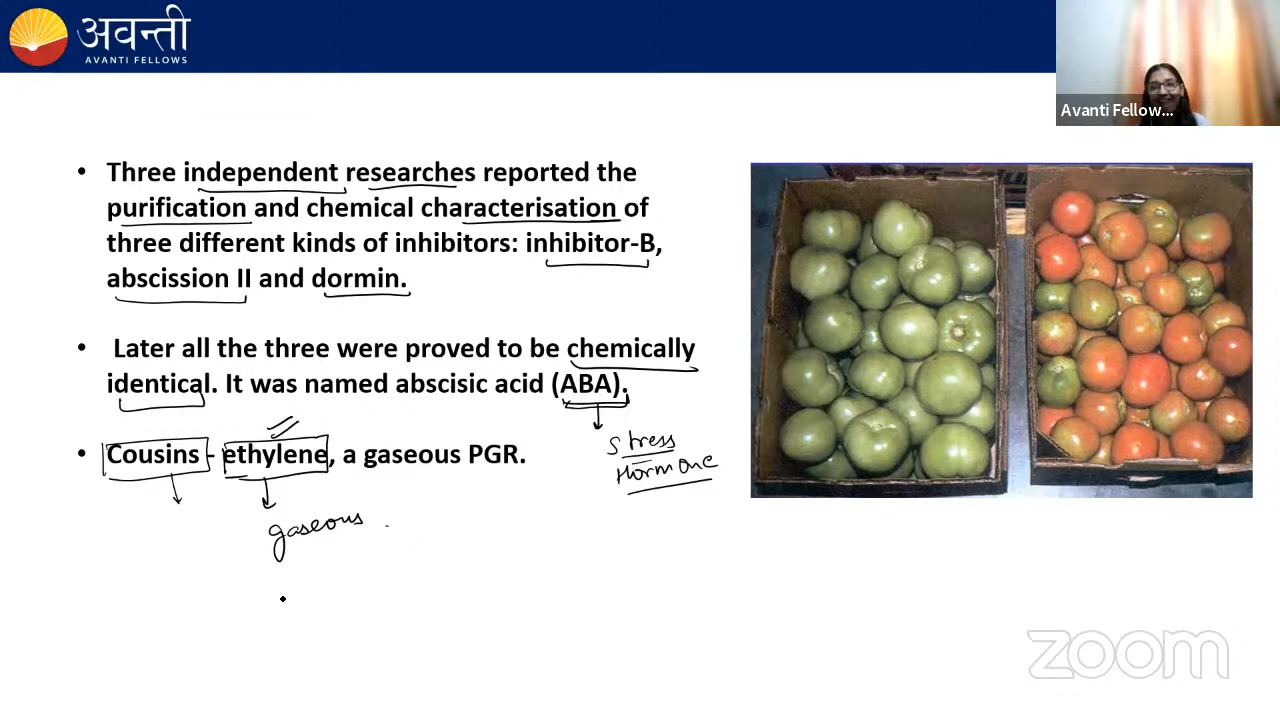 अवन्ती
AVANTI FELLOWS
Avanti Fellow...
• Three independent researches reported the
purification and chemical characterisation of
three different kinds of inhibitors: inhibitor-B,
abscission II and dormin.
• Later all the three were proved to be chemically
identical. It was named abscisic acid (ABA).
Stress
Hormone
• Cousins - ethylene, a gaseous PGR.
gaseous
zoom